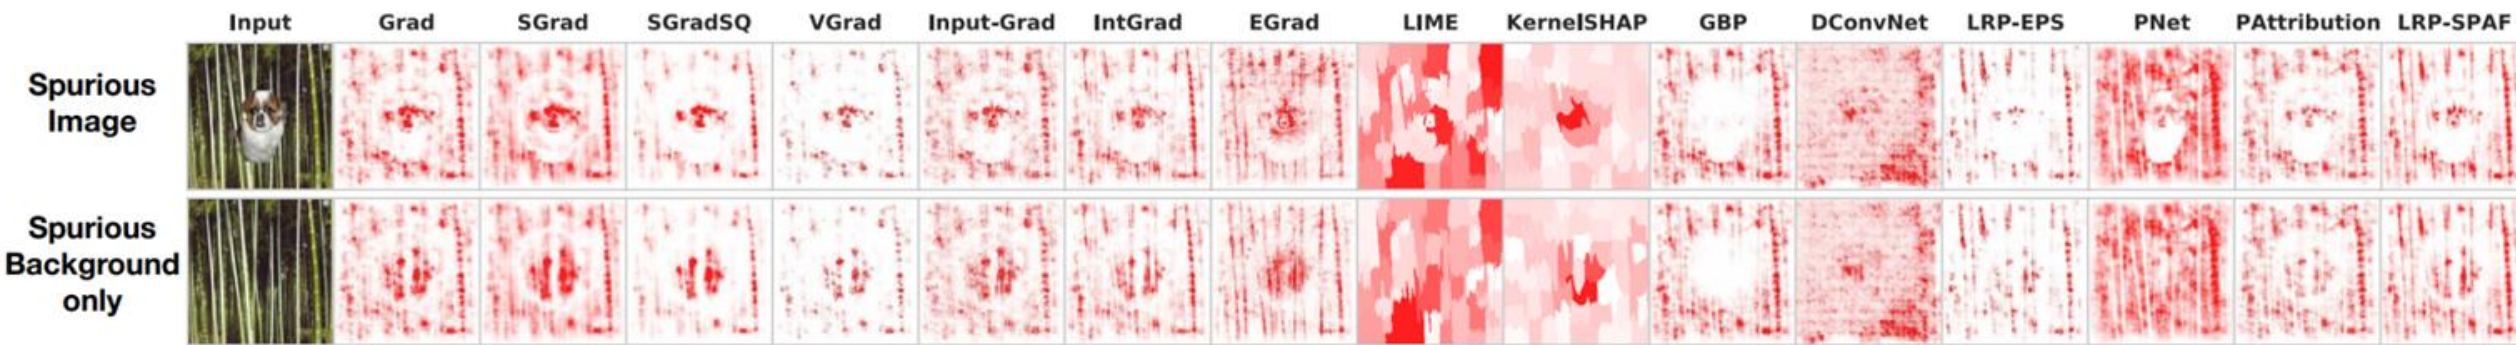 Input Grad SGrad SGradSQ VGrad Input-Grad IntGrad EGrad LIME KernelSHAP GBP DConvNet LRP-EPS PNet PAttribution LRP-SPAF
Spurious
Image
Spurious
Background
only